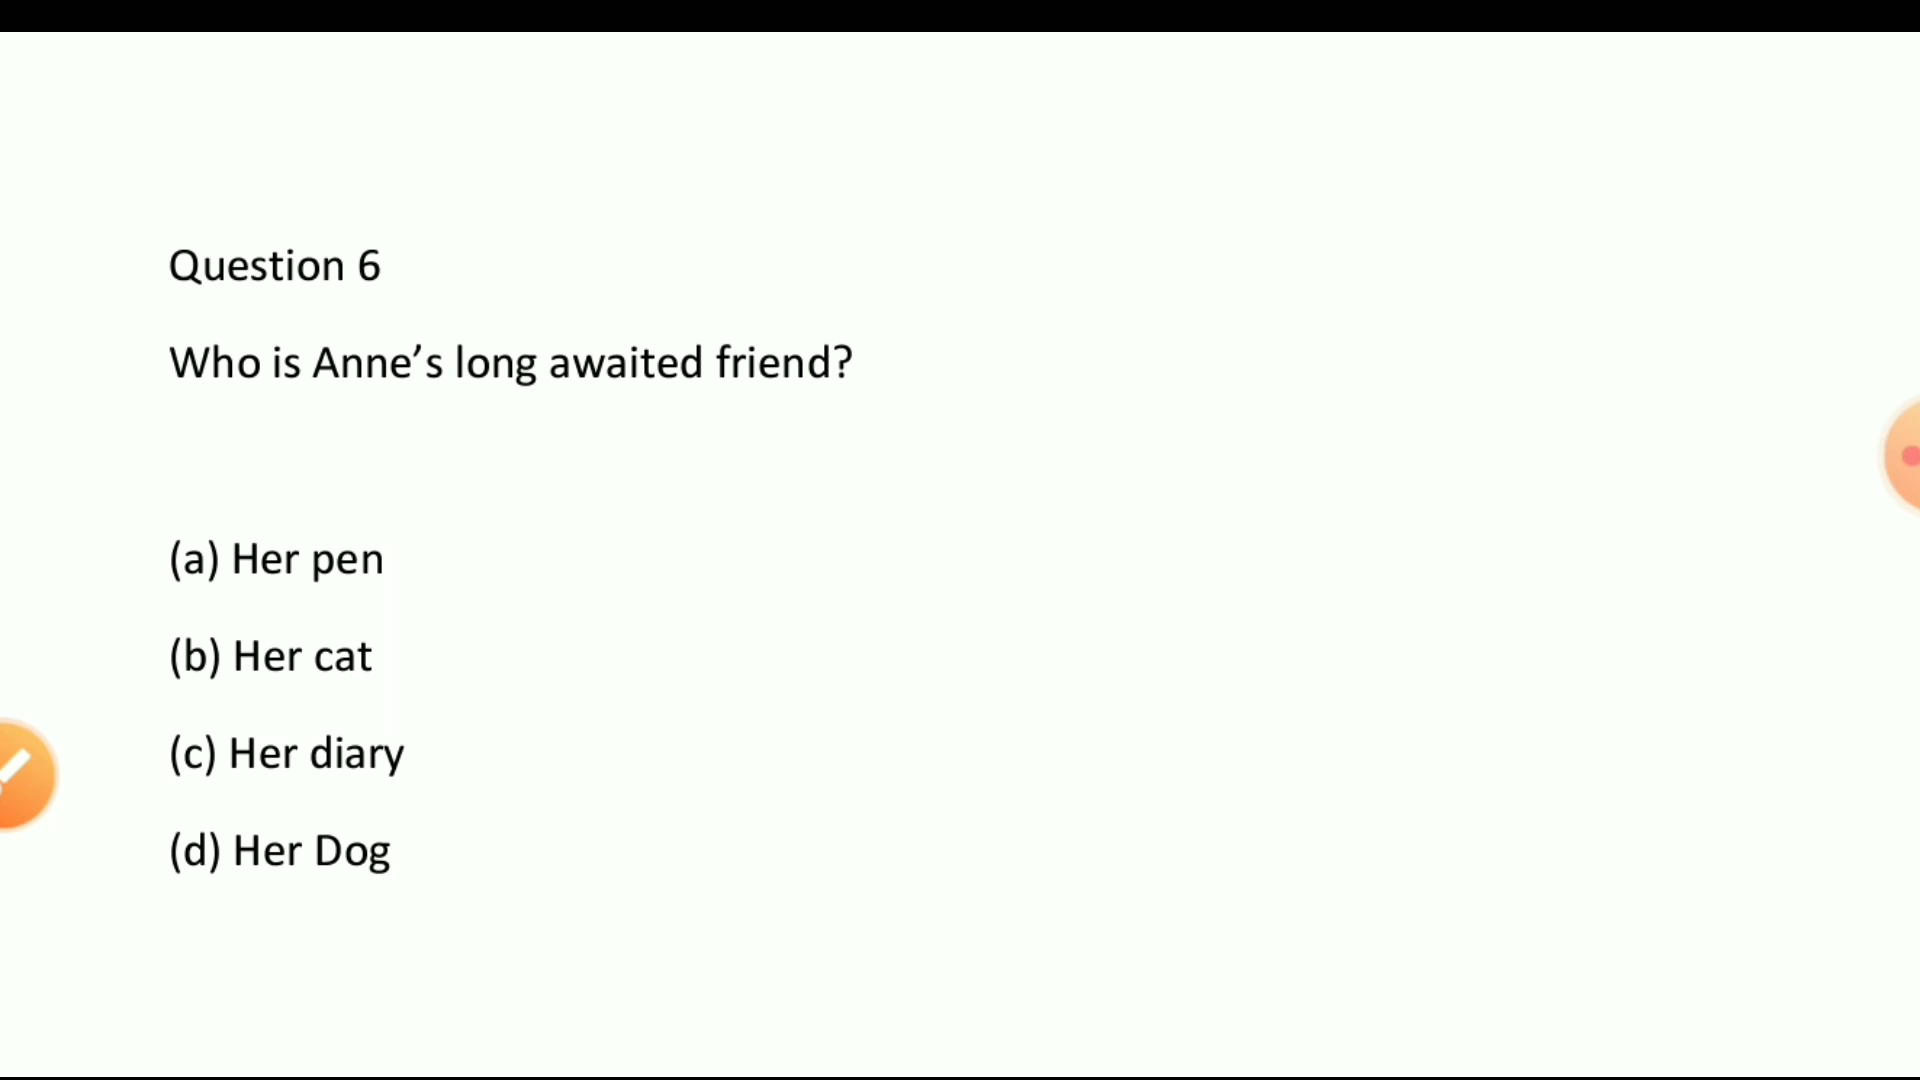 Question 6
Who is Anne’s long awaited friend?
(a) Her pen
(b) Her cat
(c) Her diary
(d) Her Dog